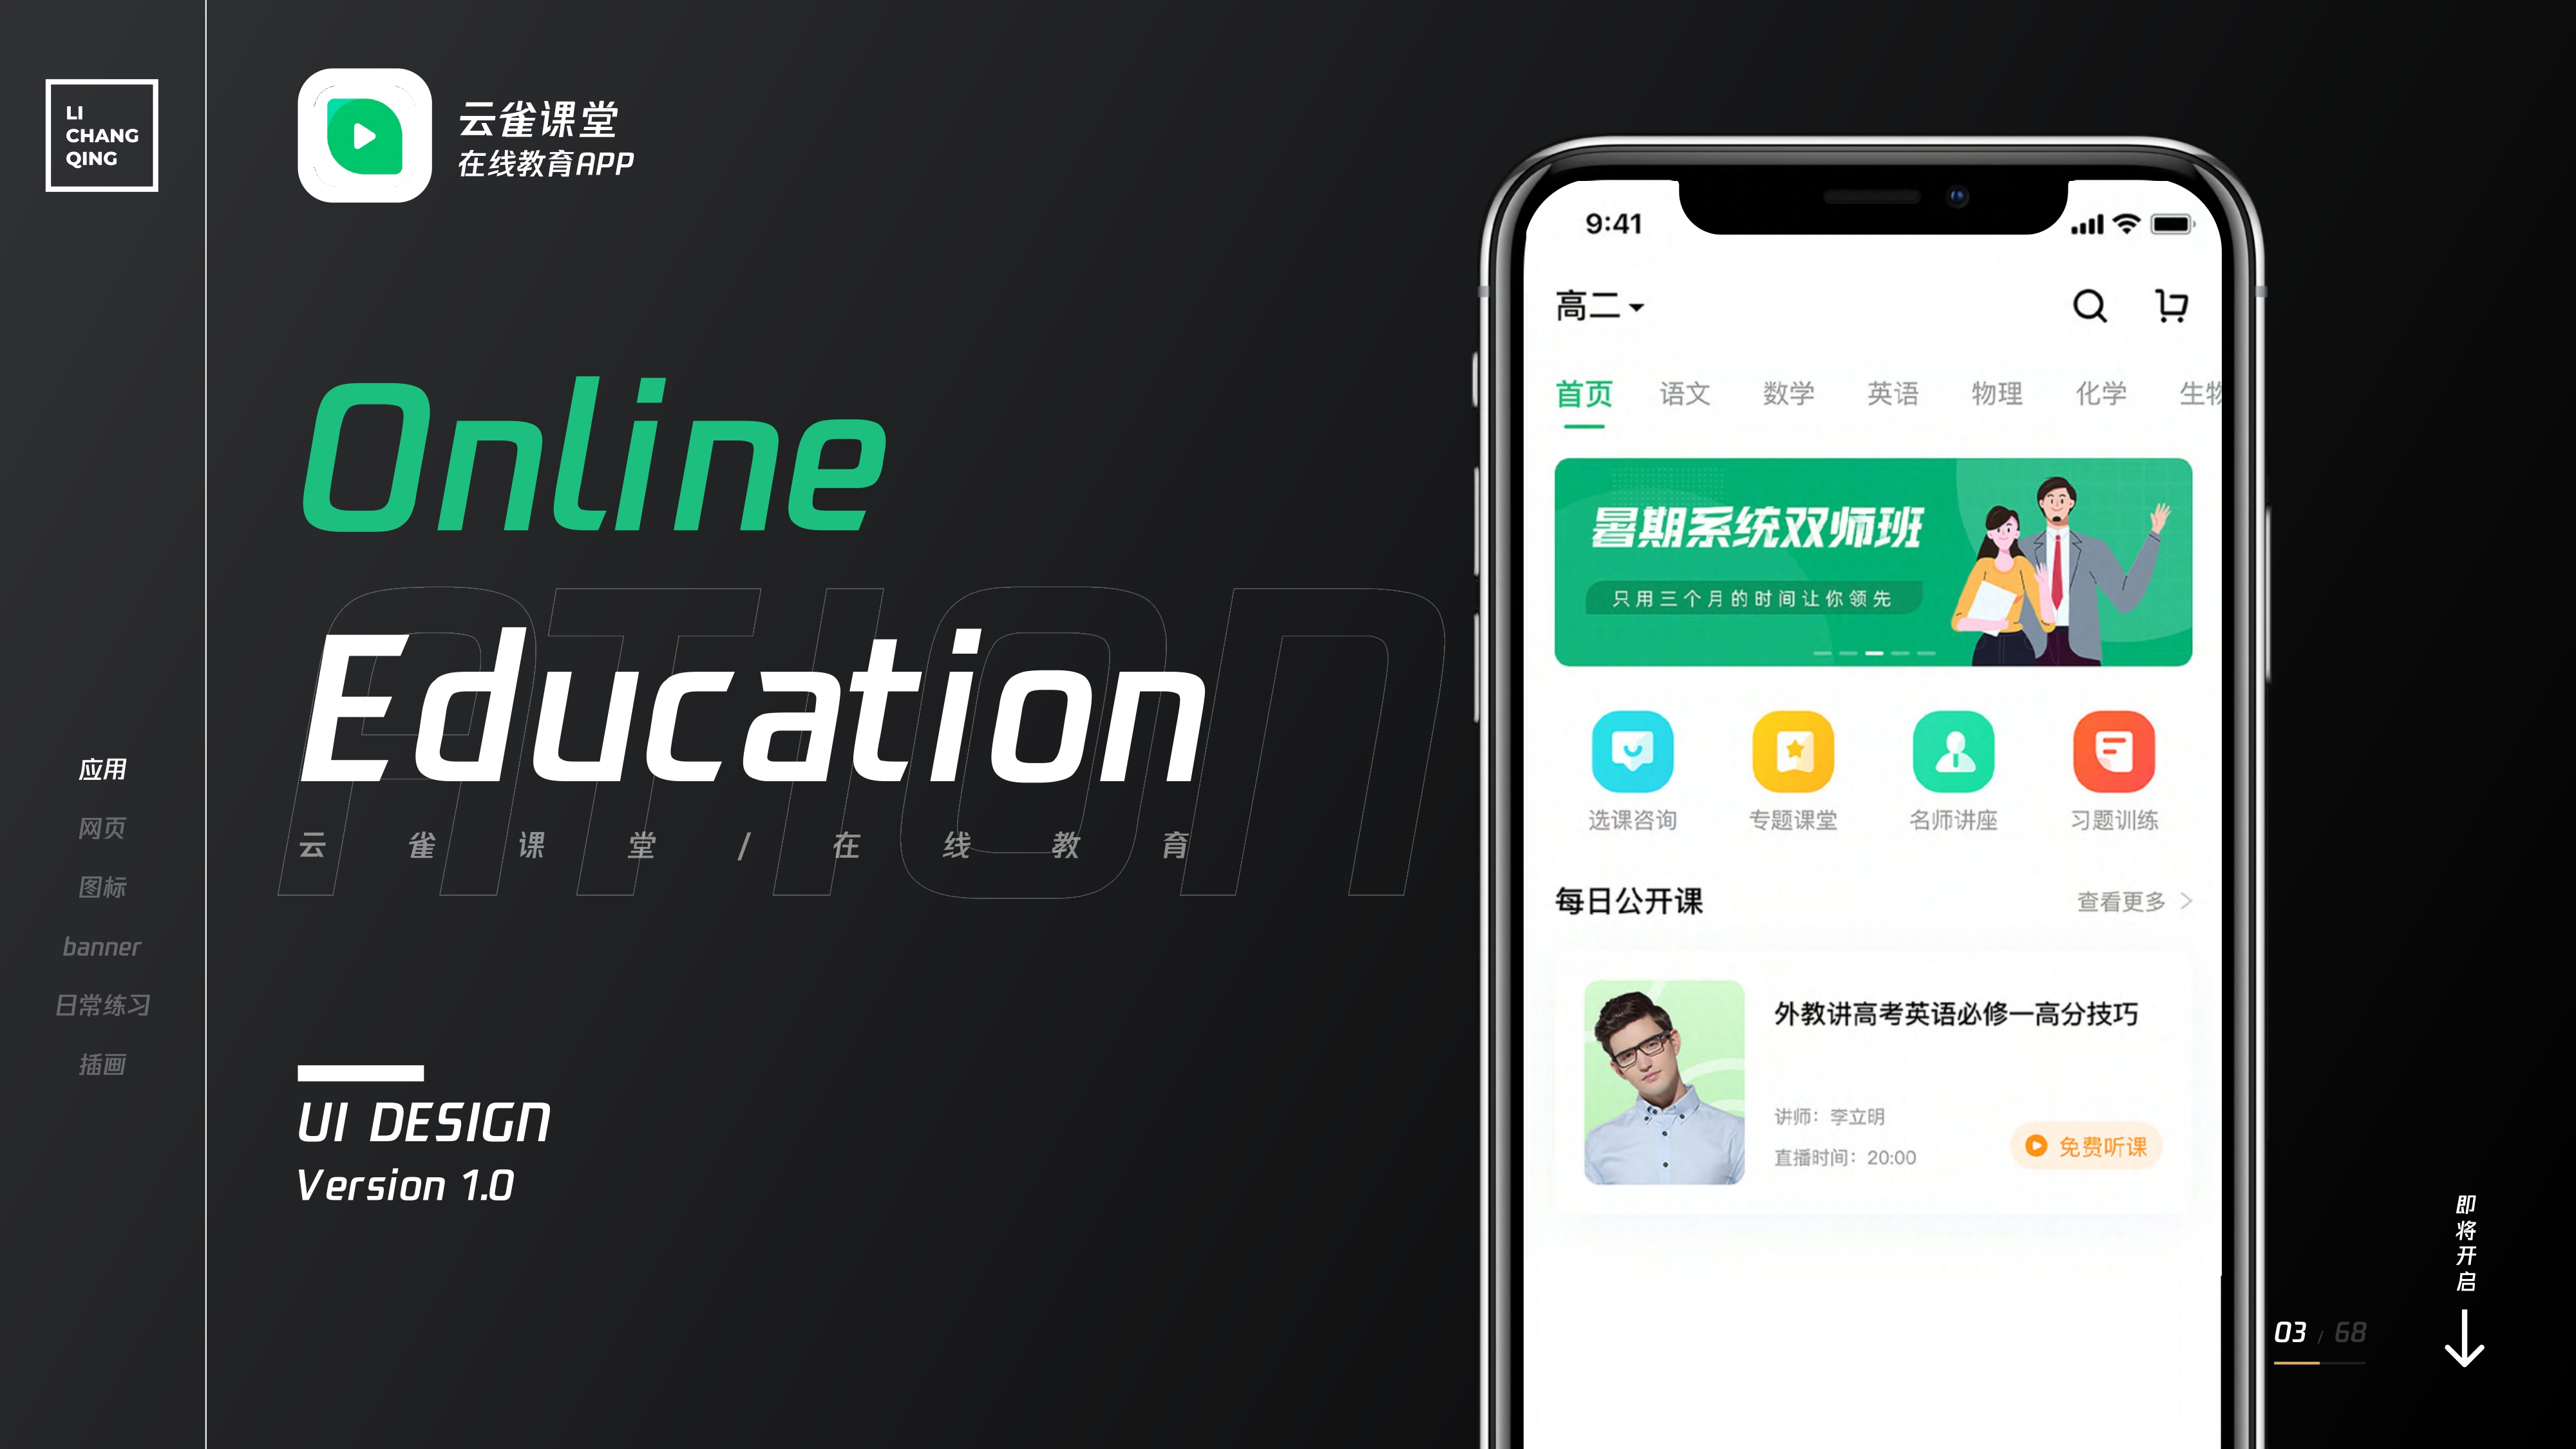 LI
CHANG
QING
云雀课堂
在线教育APP
Online
ATION
Education
云雀课堂/在线教育
应用
网页
图标
banner
日常练习
插画
UI DESIGN
Version 1.0
9:41
高二
首页 语文 数学 英语 物理 化学 生物
暑期系统双师班
只用三个月的时间让你领先
选课咨询 专题课堂 名师讲座 习题训练
每日公开课 查看更多
外教讲高考英语必修一高分技巧
讲师：李立明
直播时间：20:00
免费听课
即将开启
03 / 68